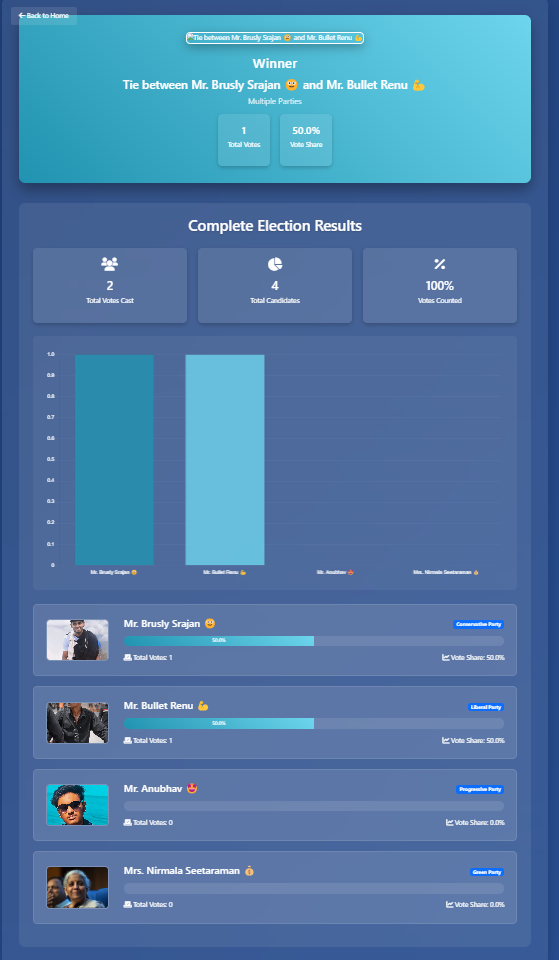 ← Back to Home
Tie between Mr. Brusly Srajan 😀 and Mr. Bullet Renu 💪
Winner
Tie between Mr. Brusly Srajan 😀 and Mr. Bullet Renu 💪
Multiple Parties
1 50.0%
Total Votes Vote Share
Complete Election Results
2 4 100%
Total Votes Cast Total Candidates Votes Counted
1.0
0.9
0.8
0.7
0.6
0.5
0.4
0.3
0.2
0.1
0
Mr. Brusly Srajan 😀 Mr. Bullet Renu 💪 Mr. Anubhav 😍 Mrs. Nirmala Seetaraman 💰
Mr. Brusly Srajan 😀 Conservative Party
50.0%
Total Votes: 1 Vote Share: 50.0%
Mr. Bullet Renu 💪 Liberal Party
50.0%
Total Votes: 1 Vote Share: 50.0%
Mr. Anubhav 😍 Progressive Party
Total Votes: 0 Vote Share: 0.0%
Mrs. Nirmala Seetaraman 💰 Green Party
Total Votes: 0 Vote Share: 0.0%